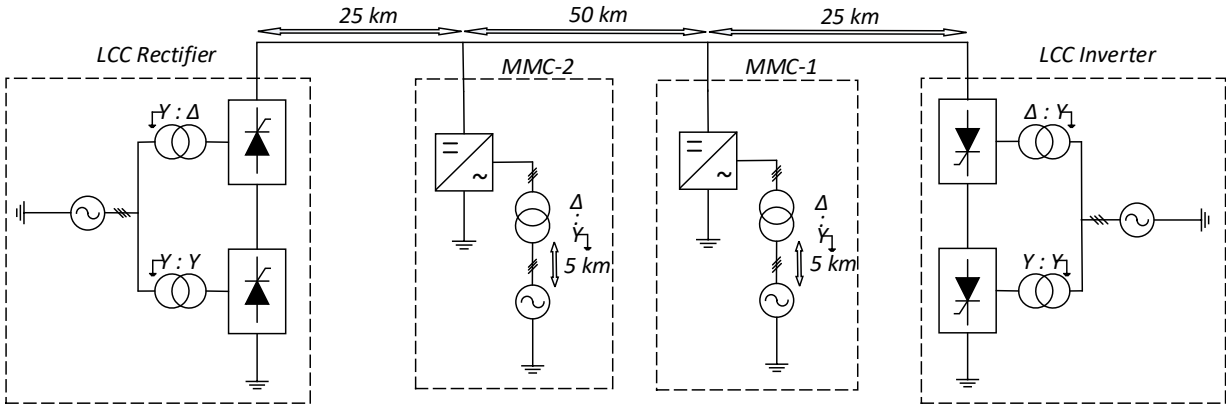 25 km
50 km
25 km
LCC Rectifier
MMC-2
MMC-1
LCC Inverter
Y : Δ
Δ : Y
Δ : Y
Δ : Y
5 km
5 km
Y : Y
Y : Y